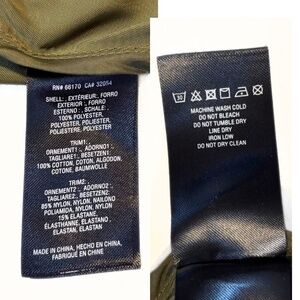 RN# 66170 CA# 32054
SHELL:, EXTÉRIEUR:, FORRO
EXTERIOR:, FORRO
ESTERNO:, SCHALE:
100% POLYESTER,
POLYESTER, POLIÉSTER,
POLIESTERE, POLYESTER
TRIM1:,
ORNEMENT1:, ADORNO1:,
TAGLIARE1:, BESETZEN1:
100% COTTON, COTON, ALGODON,
COTONE, BAUMWOLLE
TRIM2:,
ORNEMENT2:, ADORNO2:,
TAGLIARE2:, BESETZEN2:
85% NYLON, NYLON, NAILONO
POLIAMIDA, NYLON, NYLON
15% ELASTANE,
ÉLASTHANNE, ELASTANO,
ELASTAN, ELASTAN
MADE IN CHINA, HECHO EN CHINA,
FABRIQUÉ EN CHINE
30
MACHINE WASH COLD
DO NOT BLEACH
DO NOT TUMBLE DRY
LINE DRY
IRON LOW
DO NOT DRY CLEAN